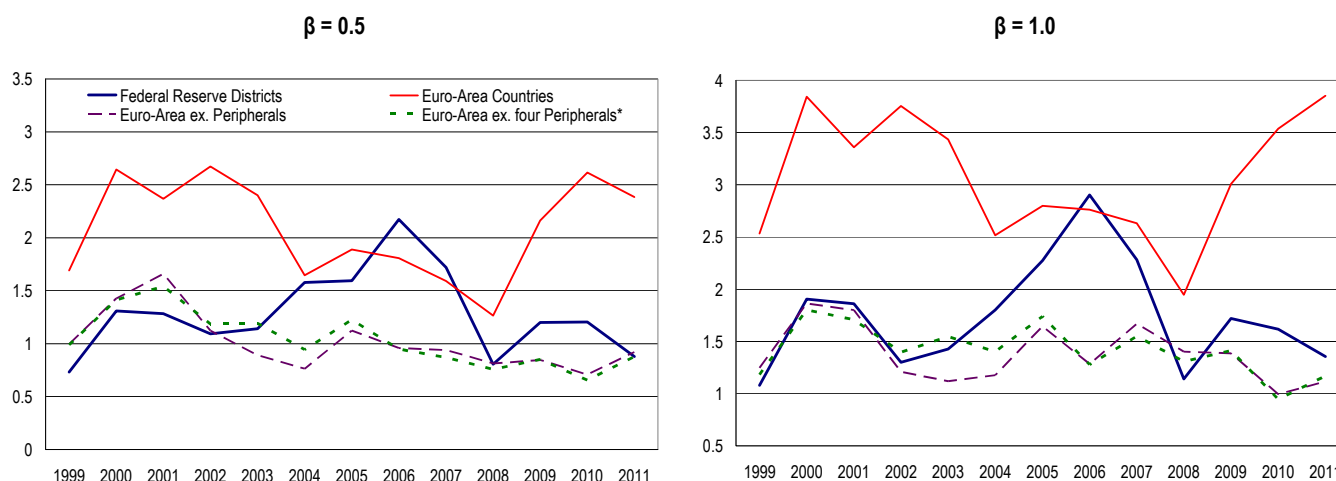 β = 0.5
3.5
3
2.5
2
1.5
1
0.5
0
Federal Reserve Districts
Euro-Area Countries
Euro-Area ex. Peripherals
Euro-Area ex. four Peripherals*
1999 2000 2001 2002 2003 2004 2005 2006 2007 2008 2009 2010 2011
β = 1.0
4
3.5
3
2.5
2
1.5
1
0.5
1999 2000 2001 2002 2003 2004 2005 2006 2007 2008 2009 2010 2011